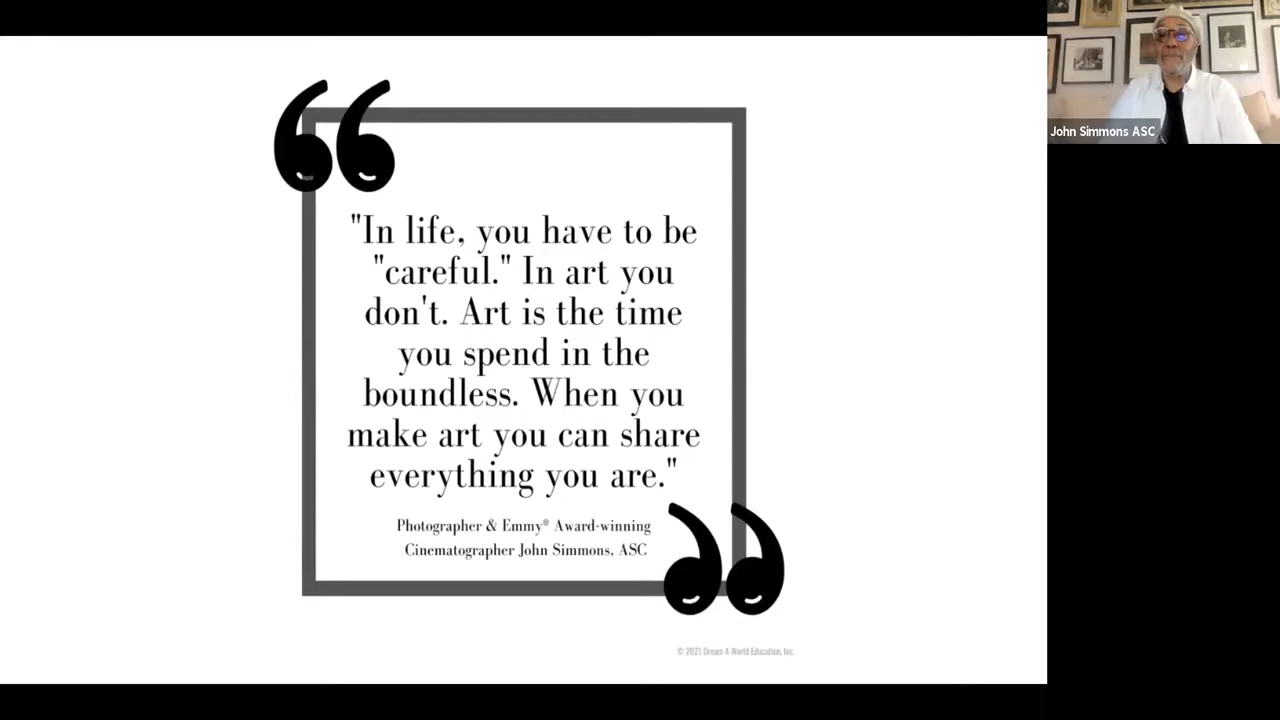 "In life, you have to be
"careful." In art you
don't. Art is the time
you spend in the
boundless. When you
make art you can share
everything you are."
Photographer & Emmy® Award-winning
Cinematographer John Simmons, ASC
© 2021 Dream A World Education, Inc.
John Simmons ASC